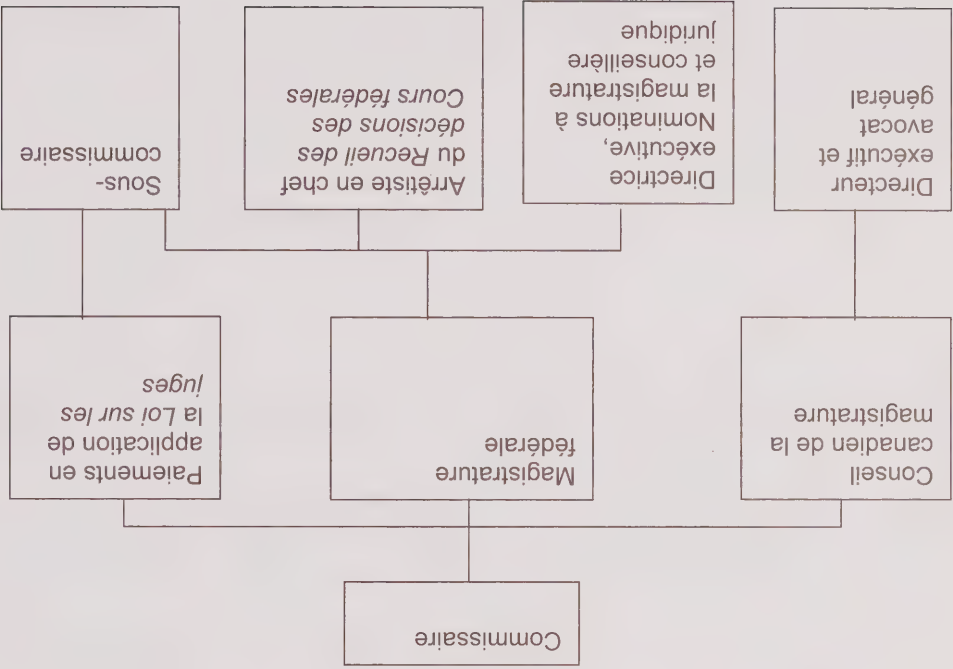 Commissaire
Conseil
canadien de la
magistrature
Magistrature
fédérale
Paiements en
application de
la Loi sur les
juges
Directeur
exécutif et
avocat
général
Directrice
exécutive,
Nominations à
la magistrature
et conseillère
juridique
Arrêtiste en chef
du Recueil des
décisions des
Cours fédérales
Sous-
commissaire